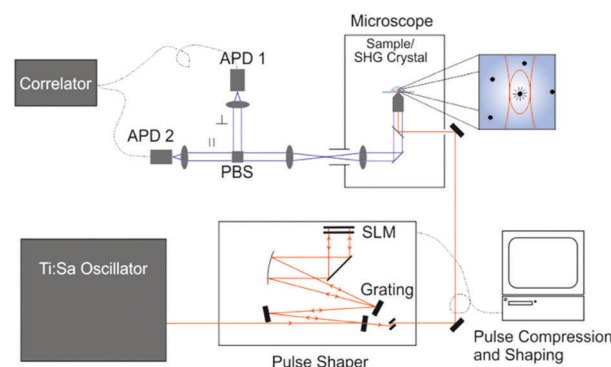 Microscope
Sample/
SHG Crystal
APD 1
Correlator
⊥
||
APD 2
PBS
SLM
Ti:Sa Oscillator
Grating
Pulse Shaper
Pulse Compression
and Shaping